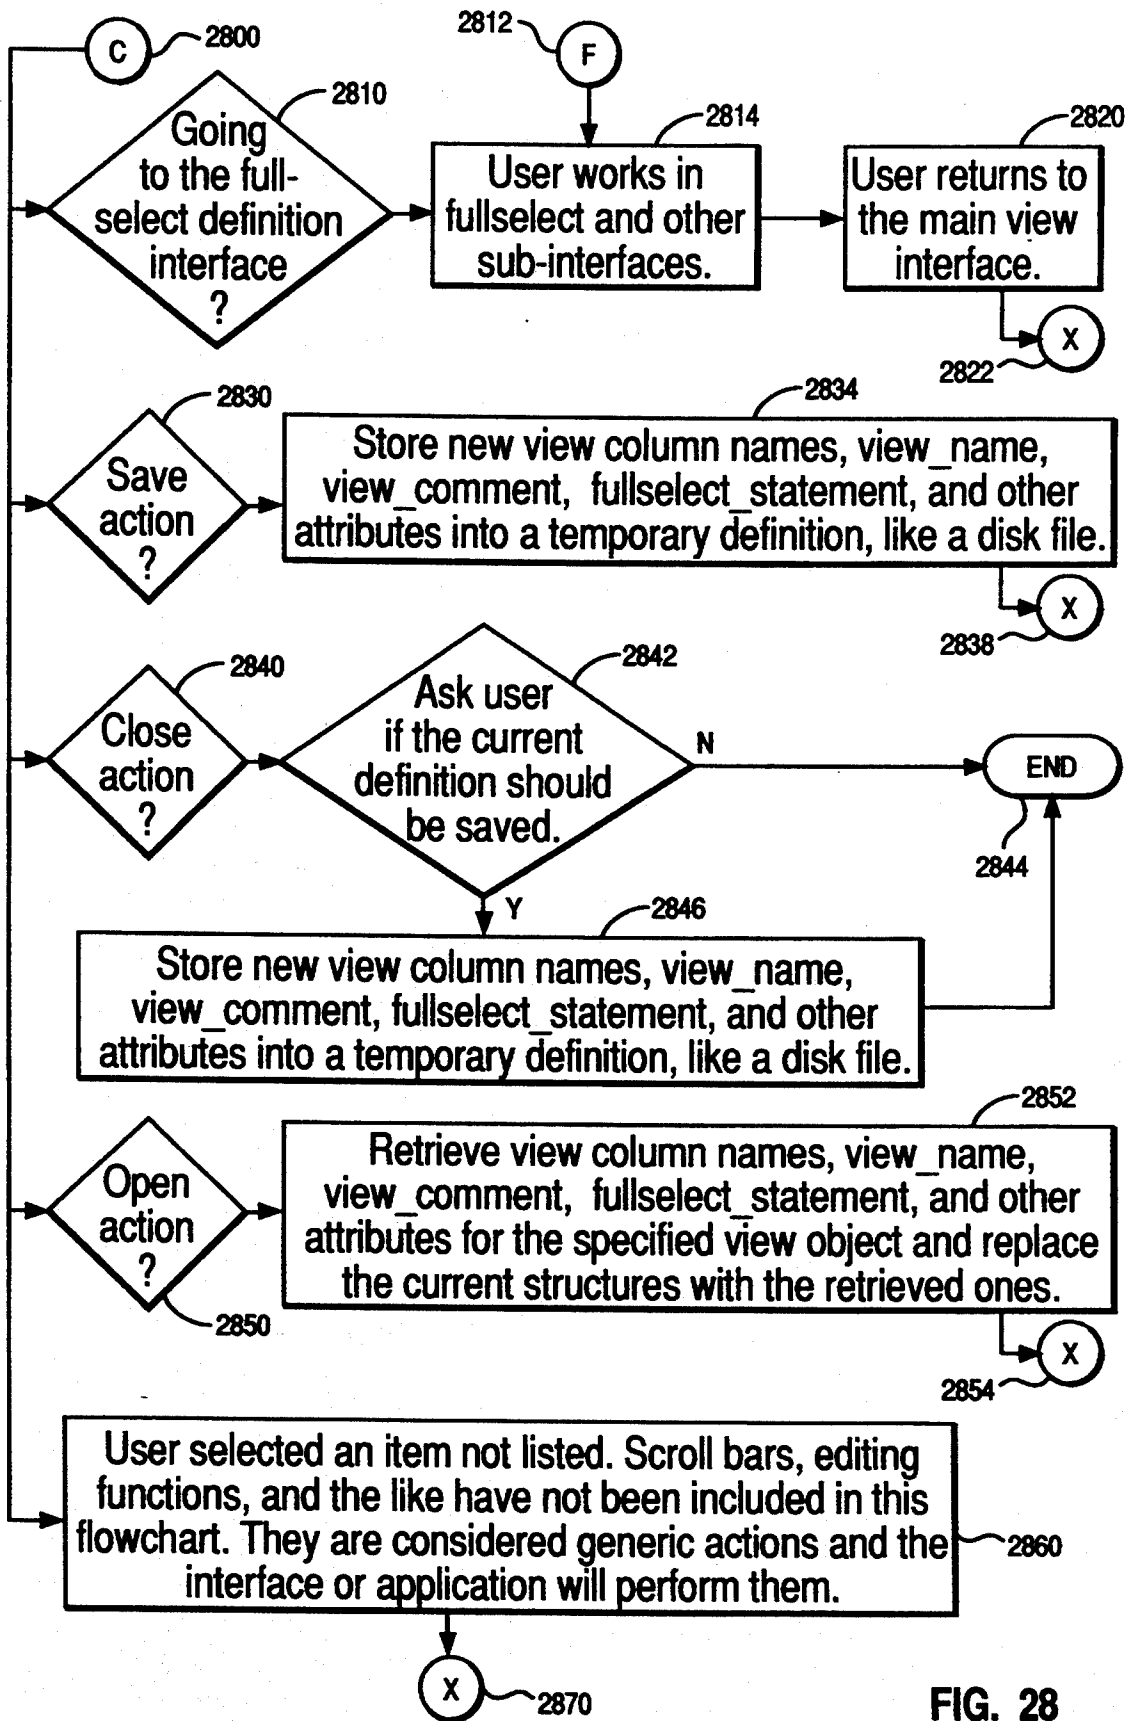 C
2800
2812
F
2810
Going
to the full-
select definition
interface
?
2814
User works in
fullselect and other
sub-interfaces.
2820
User returns to
the main view
interface.
X
2822
2830
Save
action
?
2834
Store new view column names, view_name,
view_comment, fullselect_statement, and other
attributes into a temporary definition, like a disk file.
X
2838
2840
Close
action
?
2842
Ask user
if the current
definition should
be saved.
N
END
2844
Y
2846
Store new view column names, view_name,
view_comment, fullselect_statement, and other
attributes into a temporary definition, like a disk file.
Open
action
?
2850
2852
Retrieve view column names, view_name,
view_comment, fullselect_statement, and other
attributes for the specified view object and replace
the current structures with the retrieved ones.
X
2854
User selected an item not listed. Scroll bars, editing
functions, and the like have not been included in this
flowchart. They are considered generic actions and the
interface or application will perform them.
2860
X
2870
FIG. 28